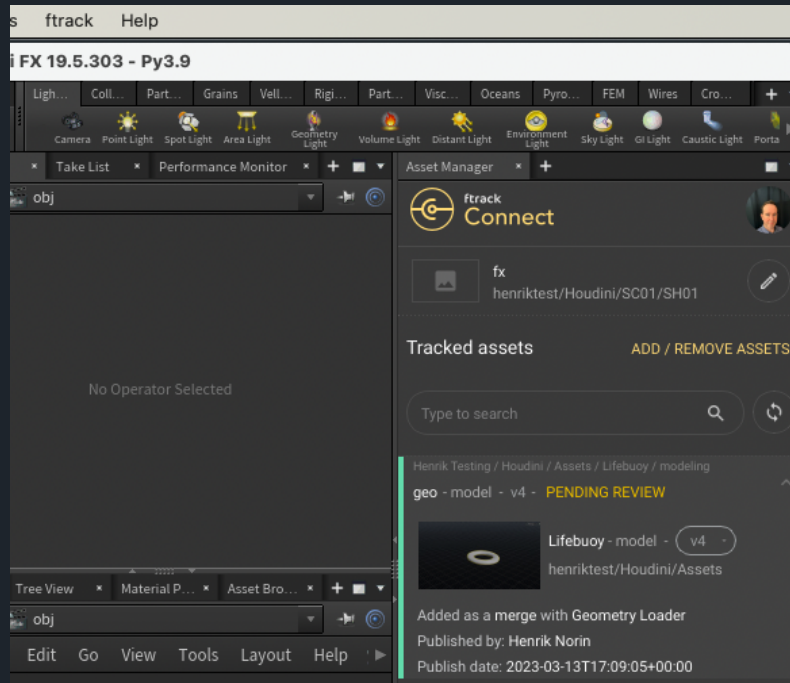 s ftrack Help
i FX 19.5.303 - Py3.9
Ligh... Coll... Part... Grains Vell... Rigi... Part... Visc... Oceans Pyro... FEM Wires Cro... +
Camera Point Light Spot Light Area Light Geometry Light Volume Light Distant Light Environment Light Sky Light GI Light Caustic Light Porta
× Take List × Performance Monitor × +
Asset Manager × +
obj
ftrack
Connect
fx
henriktest/Houdini/SC01/SH01
Tracked assets ADD / REMOVE ASSETS
No Operator Selected
Type to search
Henrik Testing / Houdini / Assets / Lifebuoy / modeling
geo - model - v4 - PENDING REVIEW
Lifebuoy - model - v4
henriktest/Houdini/Assets
Tree View × Material P... × Asset Bro... × +
obj
Edit Go View Tools Layout Help
Added as a merge with Geometry Loader
Published by: Henrik Norin
Publish date: 2023-03-13T17:09:05+00:00